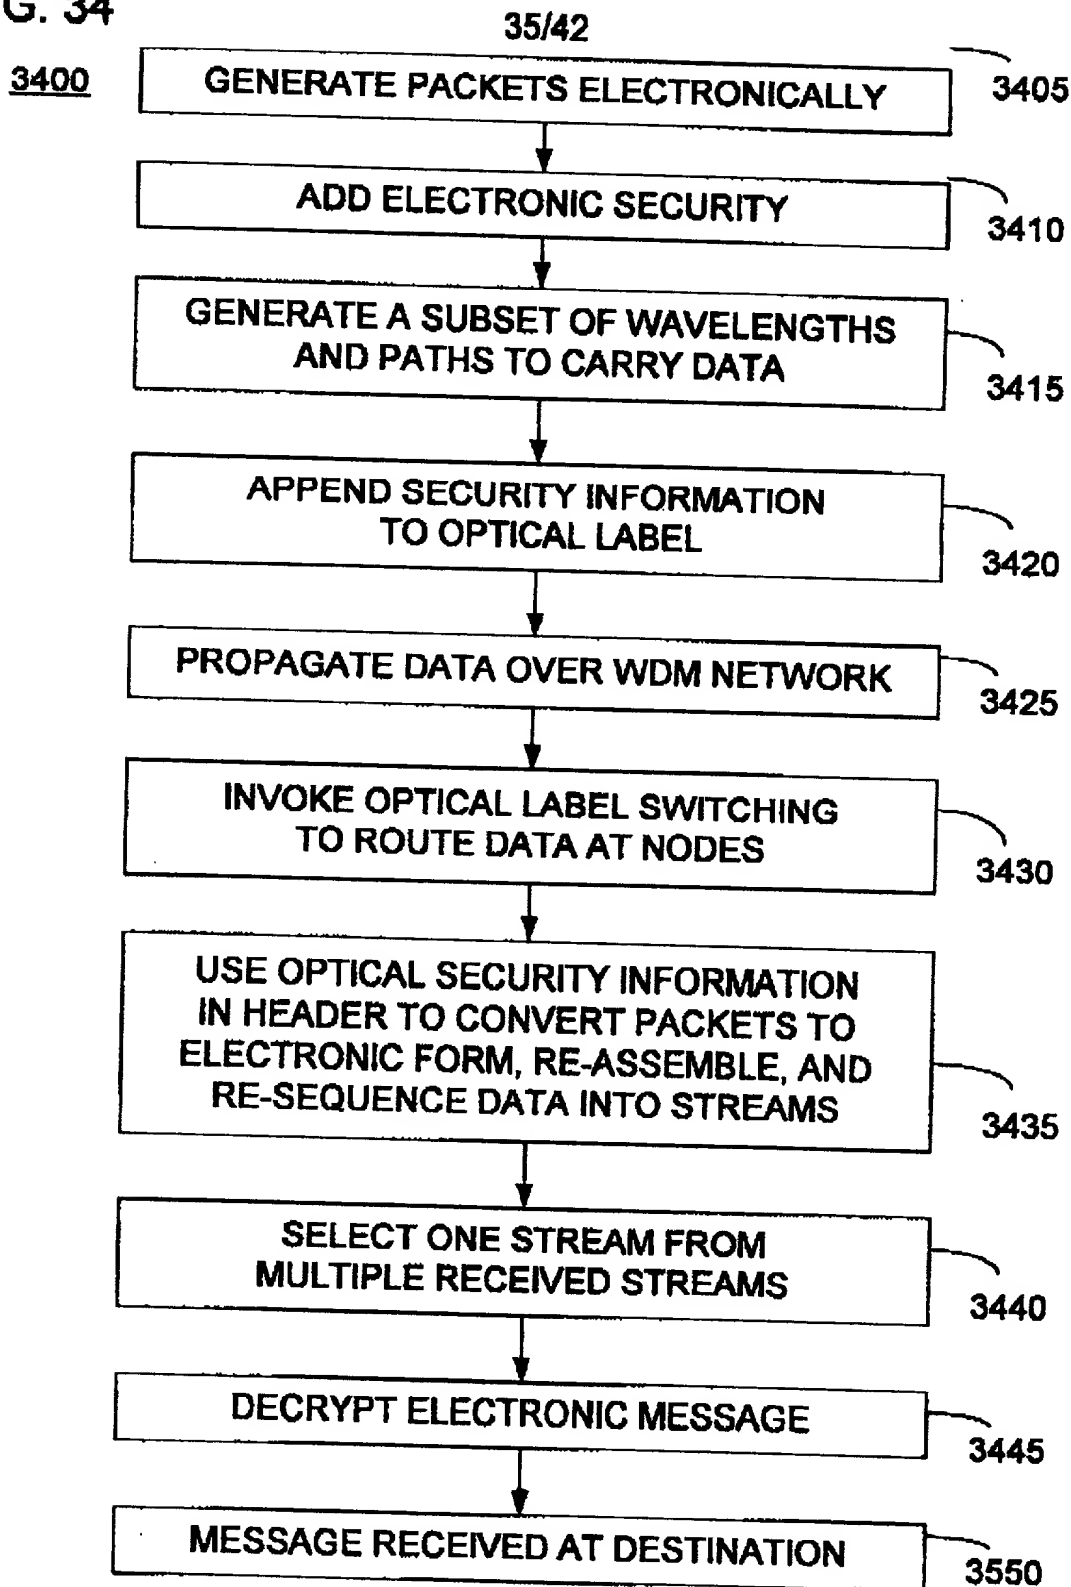 G. 34
35/42
3400
GENERATE PACKETS ELECTRONICALLY
3405
ADD ELECTRONIC SECURITY
3410
GENERATE A SUBSET OF WAVELENGTHS
AND PATHS TO CARRY DATA
3415
APPEND SECURITY INFORMATION
TO OPTICAL LABEL
3420
PROPAGATE DATA OVER WDM NETWORK
3425
INVOKE OPTICAL LABEL SWITCHING
TO ROUTE DATA AT NODES
3430
USE OPTICAL SECURITY INFORMATION
IN HEADER TO CONVERT PACKETS TO
ELECTRONIC FORM, RE-ASSEMBLE, AND
RE-SEQUENCE DATA INTO STREAMS
3435
SELECT ONE STREAM FROM
MULTIPLE RECEIVED STREAMS
3440
DECRYPT ELECTRONIC MESSAGE
3445
MESSAGE RECEIVED AT DESTINATION
3550